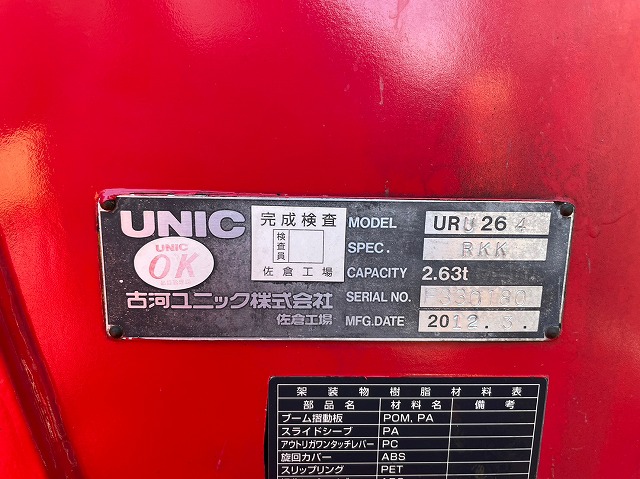 UNIC
UNIC
OK
完成検査
検査員
佐倉工場
古河ユニック株式会社
佐倉工場
MODEL URU264
SPEC. RKK
CAPACITY 2.63t
SERIAL NO.
MFG.DATE 2012. 3.
架装物樹脂材料表
部品名 材料名 備考
ブーム摺動板 POM, PA
スライドシーブ PA
アウトリガワンタッチレバー PC
旋回カバー ABS
スリップリング PET